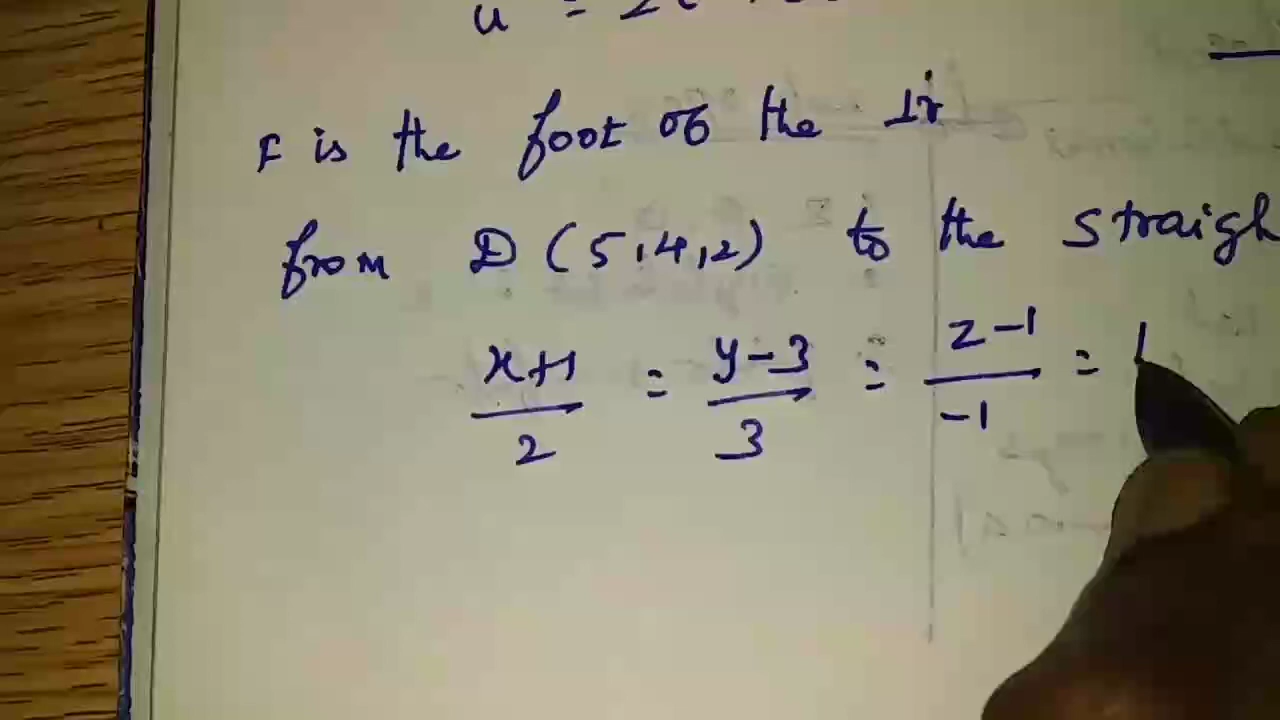 F is the foot of the ⊥r
from D (5,4,2) to the straigh
x+1 / 2 = y-3 / 3 = z-1 / -1 =